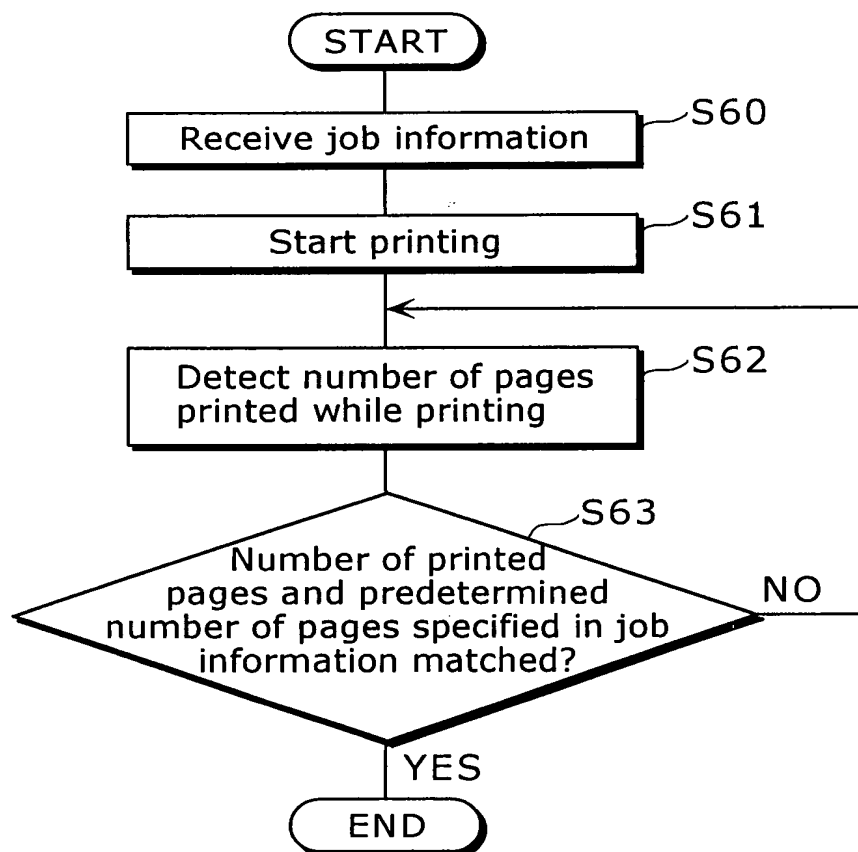 START
S60
Receive job information
S61
Start printing
S62
Detect number of pages
printed while printing
S63
Number of printed
pages and predetermined
number of pages specified in job
information matched?
NO
YES
END